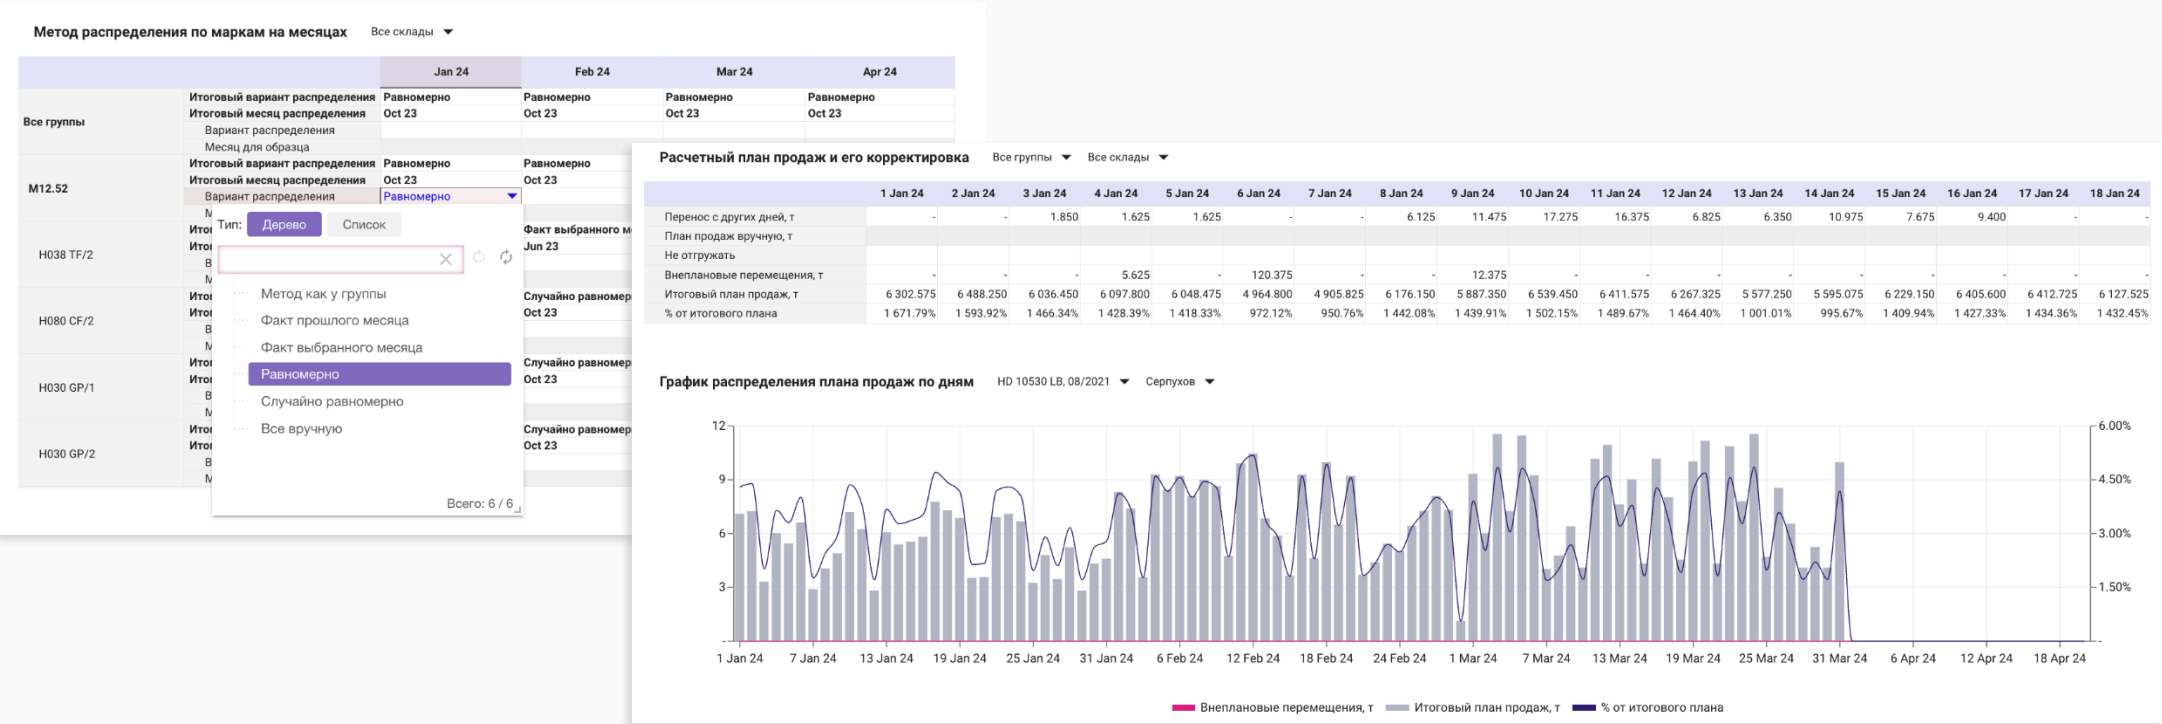 Метод распределения по маркам на месяцах Все склады
Jan 24 Feb 24 Mar 24 Apr 24
Все группы
Итоговый вариант распределения Равномерно Равномерно Равномерно Равномерно
Итоговый месяц распределения Oct 23 Oct 23 Oct 23 Oct 23
Вариант распределения
Месяц для образца
M12.52
Итоговый вариант распределения Равномерно Равномерно
Итоговый месяц распределения Oct 23 Oct 23
Вариант распределения Равномерно
М
Тип: Дерево Список
H038 TF/2
Итог Факт выбранного м
Итог Jun 23
В
М
Метод как у группы
Факт прошлого месяца
Факт выбранного месяца
Равномерно
Случайно равномерно
Все вручную
Всего: 6 / 6
H080 CF/2
Итог Случайно равномер
Итог Oct 23
В
М
H030 GP/1
Итог Случайно равномер
Итог Oct 23
В
М
H030 GP/2
Итог Случайно равномер
Итог Oct 23
В
М
Расчетный план продаж и его корректировка Все группы Все склады
1 Jan 24 2 Jan 24 3 Jan 24 4 Jan 24 5 Jan 24 6 Jan 24 7 Jan 24 8 Jan 24 9 Jan 24 10 Jan 24 11 Jan 24 12 Jan 24 13 Jan 24 14 Jan 24 15 Jan 24 16 Jan 24 17 Jan 24 18 Jan 24
Перенос с других дней, т - - 1.850 1.625 1.625 - - 6.125 11.475 17.275 16.375 6.825 6.350 10.975 7.675 9.400 - -
План продаж вручную, т
Не отгружать
Внеплановые перемещения, т - - - 5.625 - 120.375 - - 12.375 - - - - - - - - -
Итоговый план продаж, т 6 302.575 6 488.250 6 036.450 6 097.800 6 048.475 4 964.800 4 905.825 6 176.150 5 887.350 6 539.450 6 411.575 6 267.325 5 577.250 5 595.075 6 229.150 6 405.600 6 412.725 6 127.525
% от итогового плана 1 671.79% 1 593.92% 1 466.34% 1 428.39% 1 418.33% 972.12% 950.76% 1 442.08% 1 439.91% 1 502.15% 1 489.67% 1 464.40% 1 001.01% 995.67% 1 409.94% 1 427.33% 1 434.36% 1 432.45%
График распределения плана продаж по дням HD 10530 LB, 08/2021 Серпухов
12 6.00%
9 4.50%
6 3.00%
3 1.50%
- -
1 Jan 24 7 Jan 24 13 Jan 24 19 Jan 24 25 Jan 24 31 Jan 24 6 Feb 24 12 Feb 24 18 Feb 24 24 Feb 24 1 Mar 24 7 Mar 24 13 Mar 24 19 Mar 24 25 Mar 24 31 Mar 24 6 Apr 24 12 Apr 24 18 Apr 24
Внеплановые перемещения, т Итоговый план продаж, т % от итогового плана